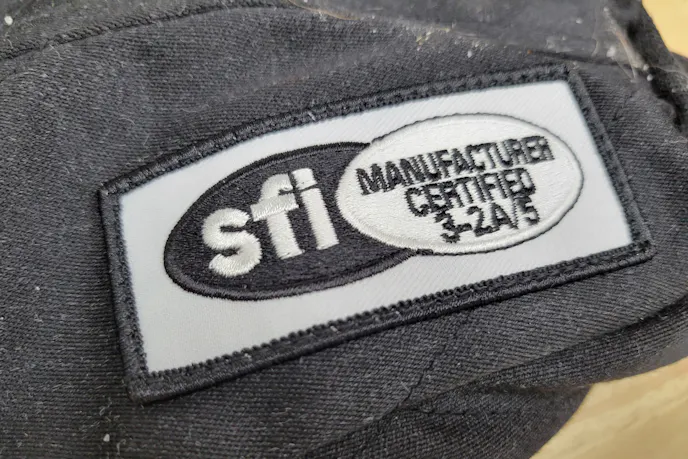 sfi
MANUFACTURER
CERTIFIED
3-2A/5